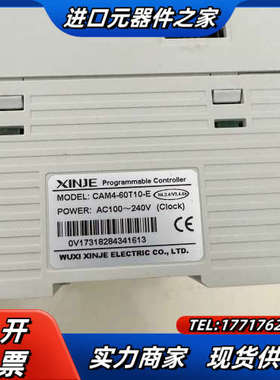 进口元器件之家
XINJE Programmable Controller
MODEL: CAM4-60T10-E
POWER: AC100～240V (Clock)
0V17318284341613
WUXI XINJE ELECTRIC CO., LTD.
开
票
TEL:1771762
实力商家 现货供